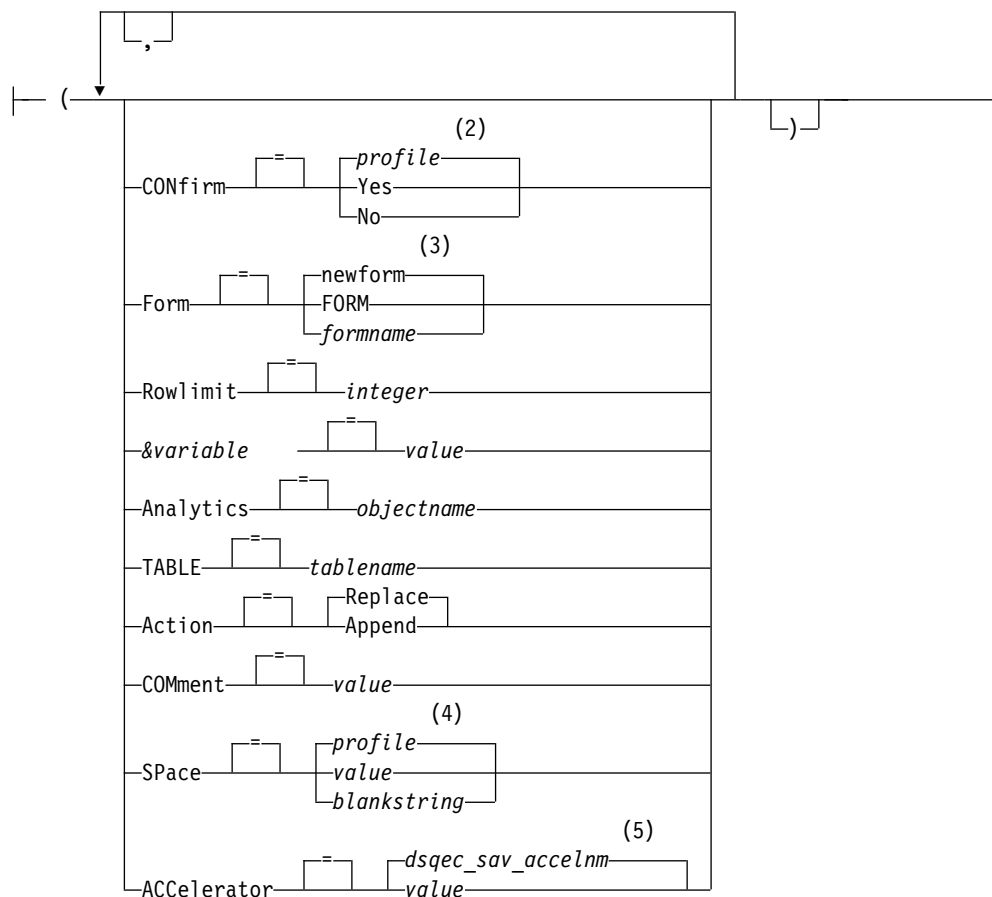 ,
(
)
(2)
=
profile
CONfirm
Yes
No
(3)
=
newform
Form
FORM
formname
=
Rowlimit integer
=
&variable value
=
Analytics objectname
=
TABLE tablename
= Replace
Action Append
=
COMment value
(4)
= profile
SPace value
blankstring
(5)
= dsqec_sav_accelnm
ACCelerator value